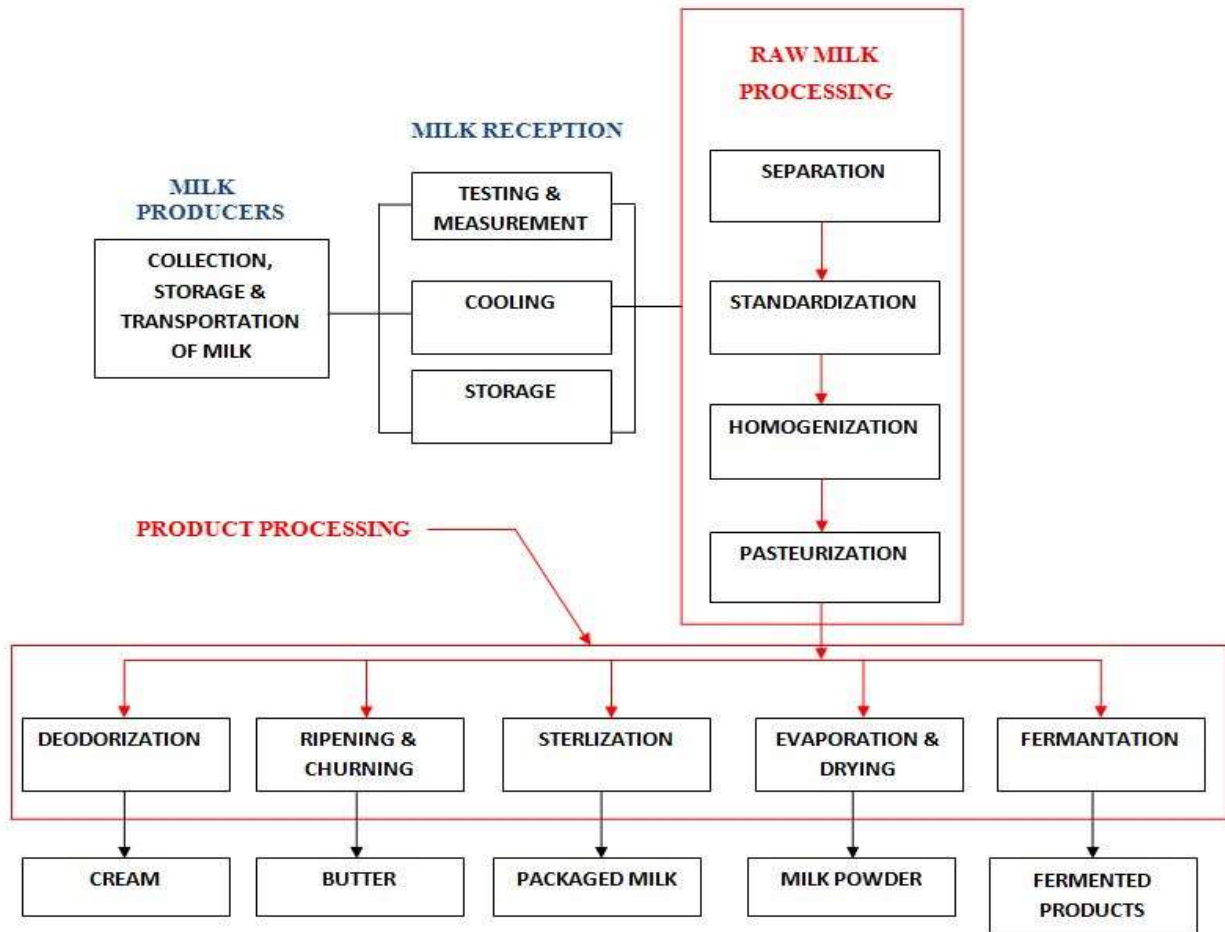 RAW MILK
PROCESSING
MILK RECEPTION
MILK
PRODUCERS
COLLECTION,
STORAGE &
TRANSPORTATION
OF MILK
TESTING &
MEASUREMENT
COOLING
STORAGE
SEPARATION
STANDARDIZATION
HOMOGENIZATION
PASTEURIZATION
PRODUCT PROCESSING
DEODORIZATION
RIPENING &
CHURNING
STERLIZATION
EVAPORATION &
DRYING
FERMANTATION
CREAM
BUTTER
PACKAGED MILK
MILK POWDER
FERMENTED
PRODUCTS